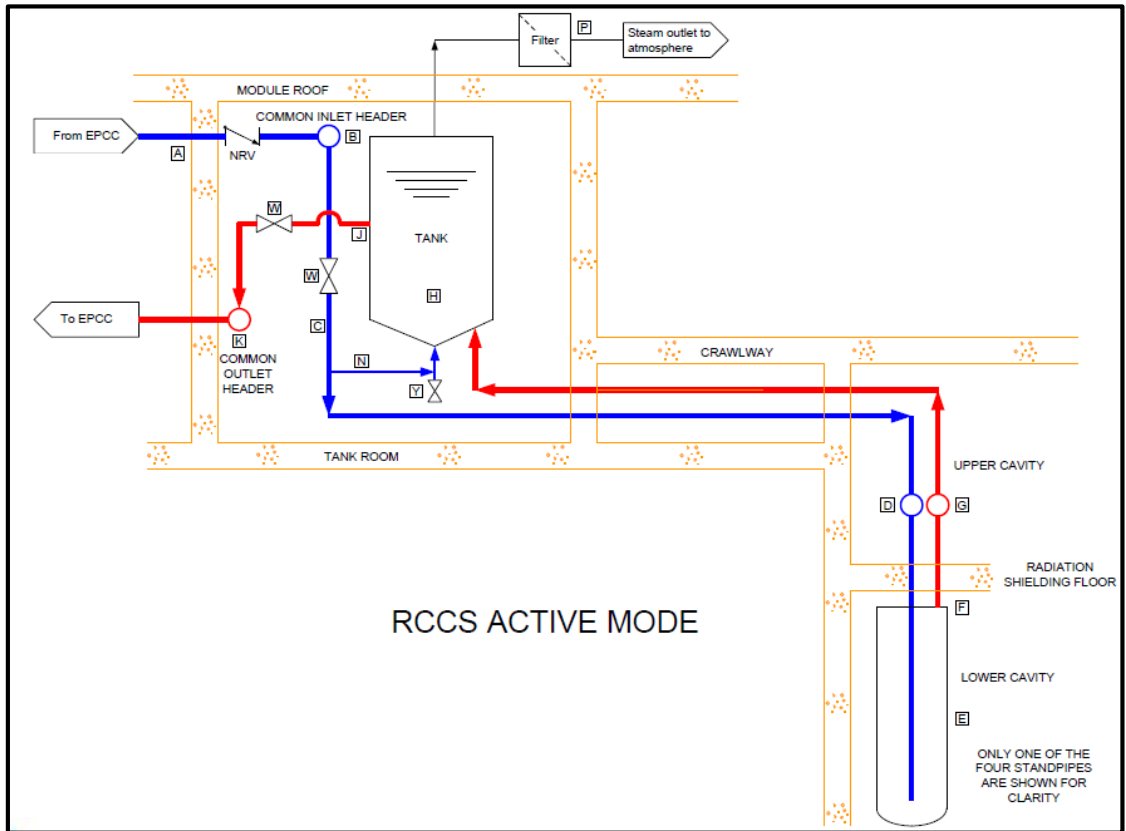 P
Filter
Steam outlet to
atmosphere
MODULE ROOF
COMMON INLET HEADER
From EPCC
B
A
NRV
W
J
TANK
W
H
To EPCC
C
K
COMMON
OUTLET
HEADER
N
Y
CRAWLWAY
TANK ROOM
UPPER CAVITY
D
G
RADIATION
SHIELDING FLOOR
F
RCCS ACTIVE MODE
LOWER CAVITY
E
ONLY ONE OF THE
FOUR STANDPIPES
ARE SHOWN FOR
CLARITY